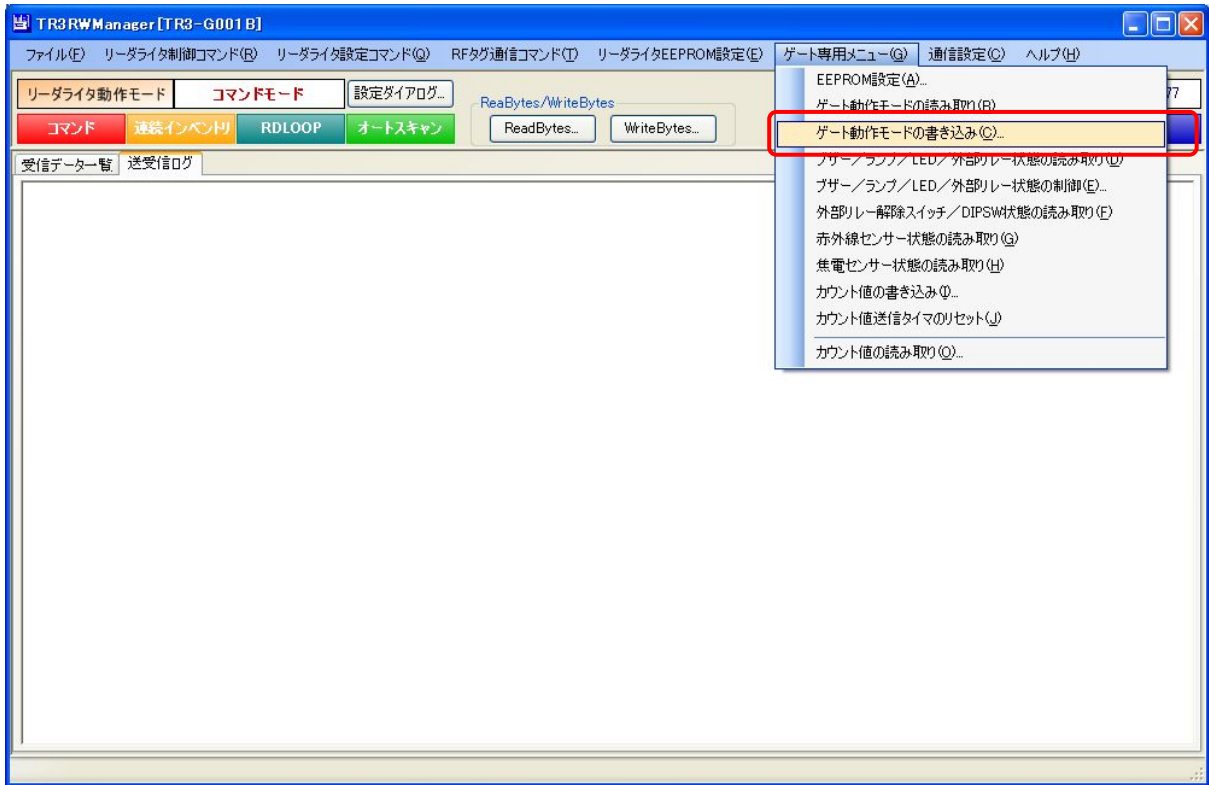 TR3RWManager[TR3-G001B]
ファイル(F) リーダライタ制御コマンド(R) リーダライタ設定コマンド(Q) RFタグ通信コマンド(T) リーダライタEEPROM設定(E) ゲート専用メニュー(G) 通信設定(C) ヘルプ(H)
リーダライタ動作モード コマンドモード 設定ダイアログ...
コマンド 連続インベントリ RDLOOP オートスキャン
ReaBytes/WriteBytes
ReadBytes... WriteBytes...
77
受信データ一覧 送受信ログ
EEPROM設定(A)...
ゲート動作モードの読み取り(B)
ゲート動作モードの書き込み(C)...
ブザー／ランプ／LED／外部リレー状態の読み取り(D)
ブザー／ランプ／LED／外部リレー状態の制御(E)...
外部リレー解除スイッチ／DIPSW状態の読み取り(F)
赤外線センサー状態の読み取り(G)
焦電センサー状態の読み取り(H)
カウント値の書き込み(I)...
カウント値送信タイマのリセット(J)
カウント値の読み取り(O)...